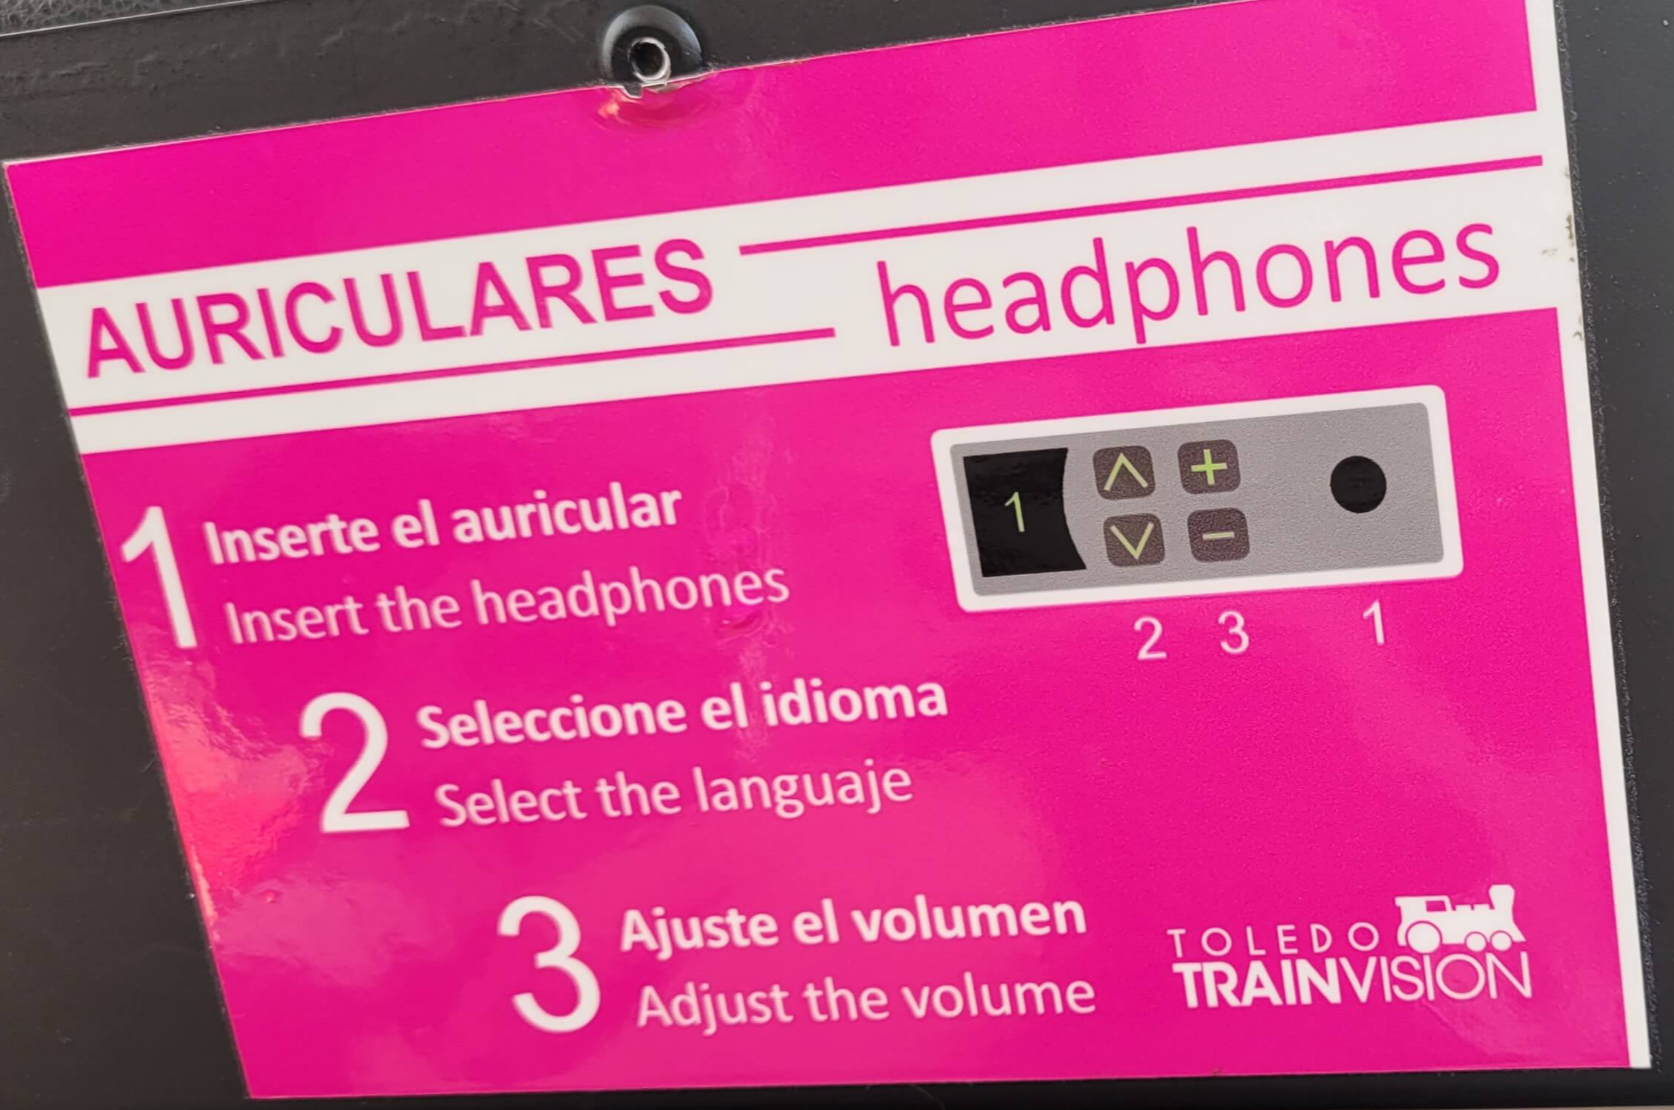 AURICULARES headphones
1 Inserte el auricular
Insert the headphones
1
2 3 1
2 Seleccione el idioma
Select the languaje
3 Ajuste el volumen
Adjust the volume
TOLEDO
TRAINVISION